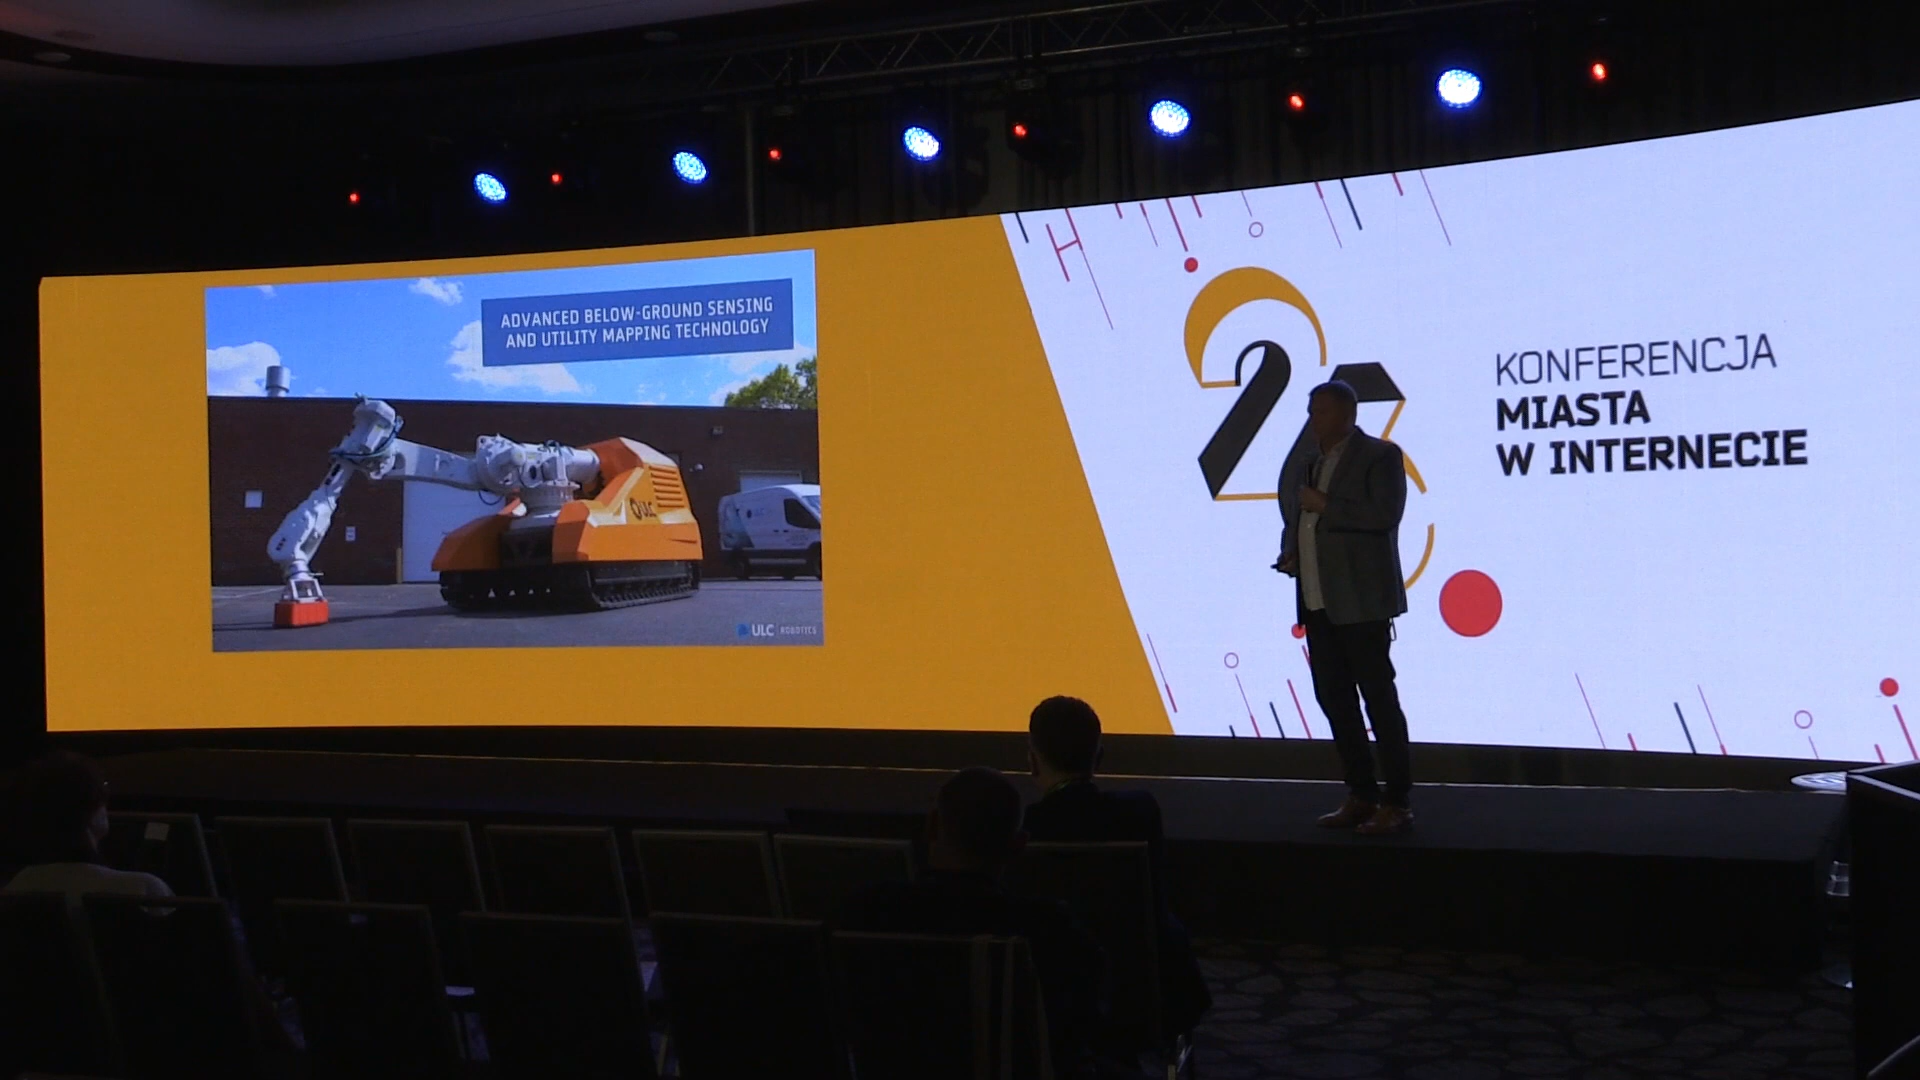 ADVANCED BELOW-GROUND SENSING
AND UTILITY MAPPING TECHNOLOGY
ULC
ULC ROBOTICS
KONFERENCJA
MIASTA
W INTERNECIE